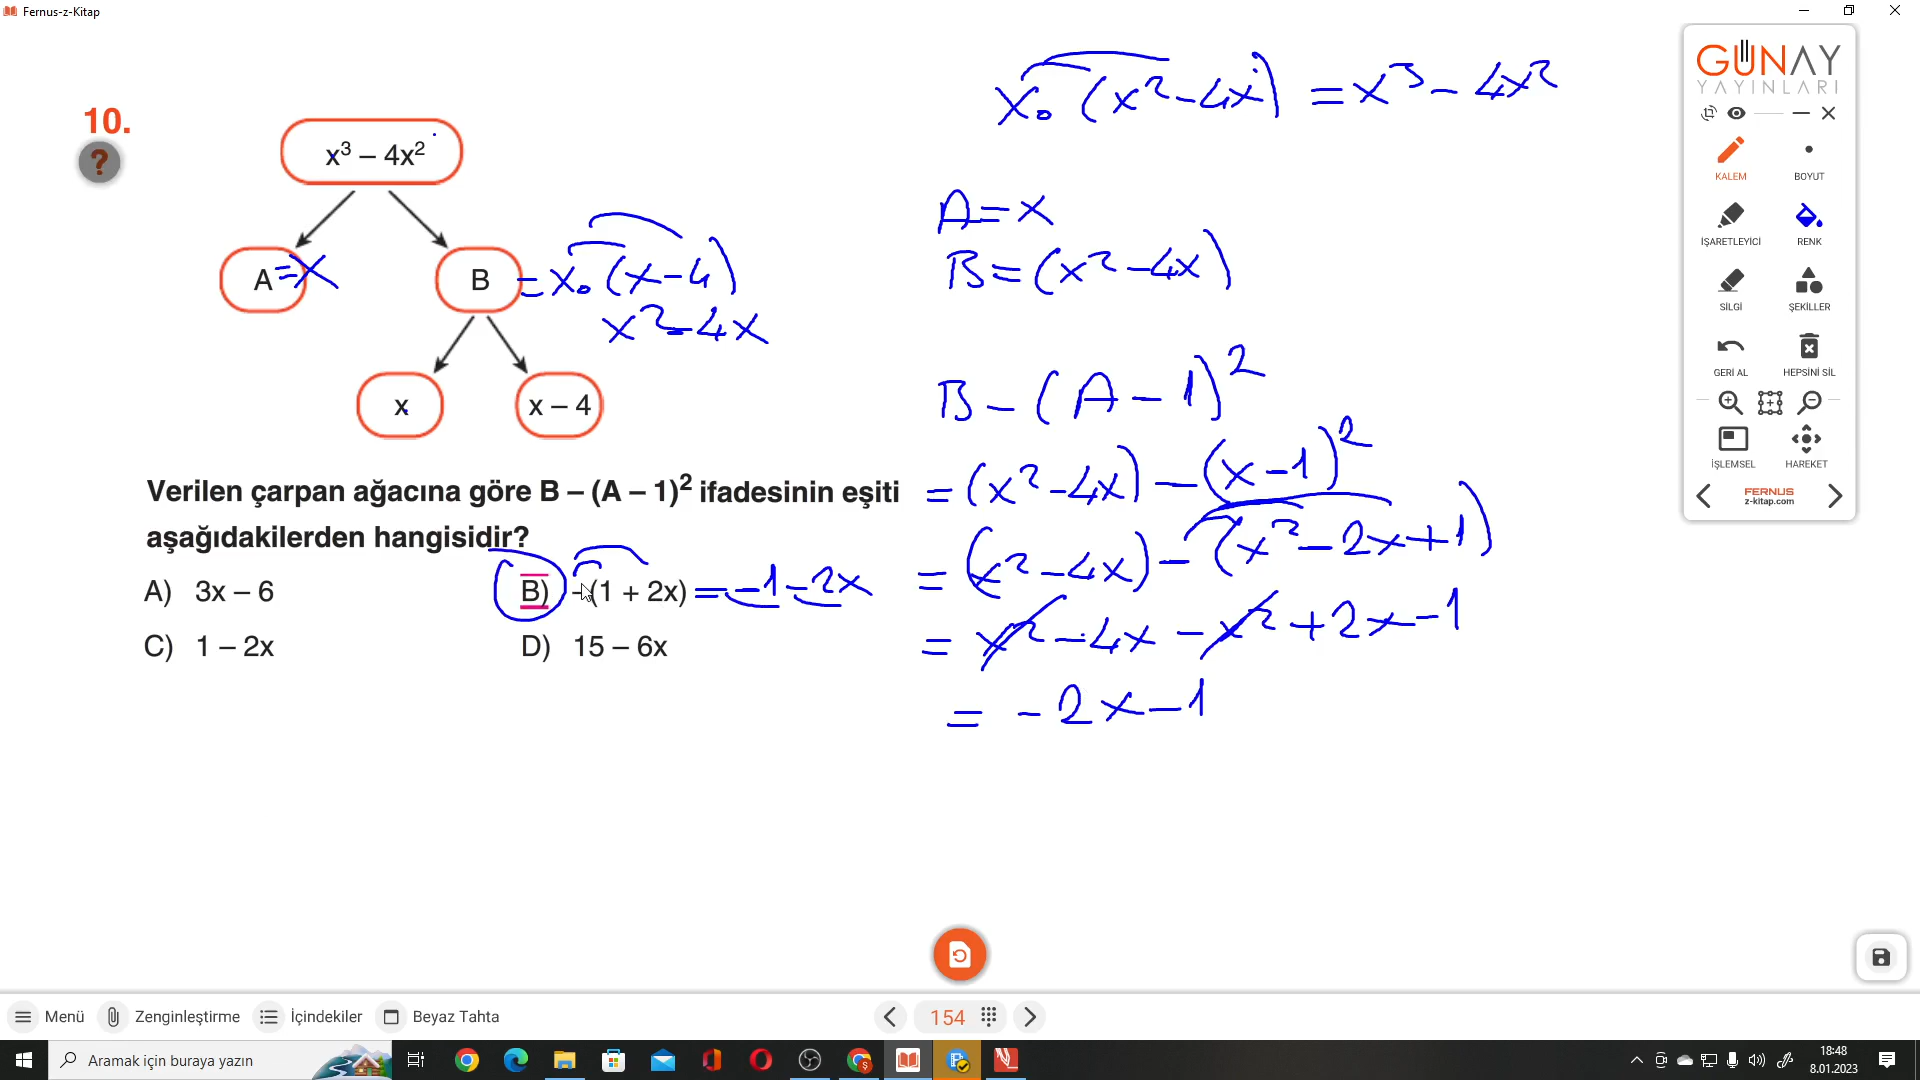 Fernus-z-Kitap
10.
x³ – 4x²
A = x
B = x.(x-4)
x²-4x
x
x – 4
Verilen çarpan ağacına göre B – (A – 1)² ifadesinin eşiti
aşağıdakilerden hangisidir?
A) 3x – 6
B) -(1 + 2x) = -1-2x
C) 1 – 2x
D) 15 – 6x
x.(x²-4x) = x³-4x²
A = x
B = (x²-4x)
B - (A - 1)²
= (x²-4x) - (x-1)²
= (x²-4x) - (x²-2x+1)
= x²-4x-x²+2x-1
= -2x-1
GÜNAY
YAYINLARI
KALEM
BOYUT
İŞARETLEYİCİ
RENK
SİLGİ
ŞEKİLLER
GERİ AL
HEPSİNİ SİL
İŞLEMSEL
HAREKET
FERNUS
z-kitap.com
Menü
Zenginleştirme
İçindekiler
Beyaz Tahta
154
Aramak için buraya yazın
18:48
8.01.2023